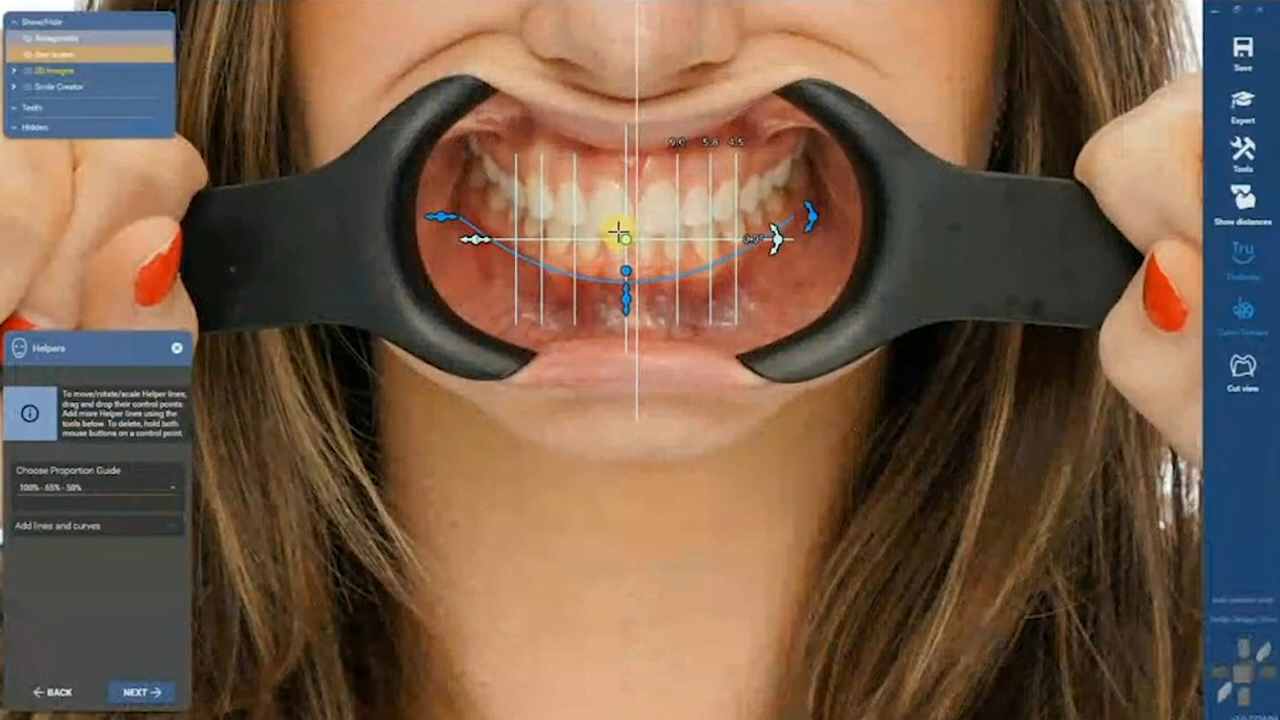 Show/Hide
2D Images
Smile Creator
Teeth
Hidden
9.0 5.8 4.5
Helpers
To move/rotate/scale Helper lines,
drag and drop their control points.
Add more Helper lines using the
tools below. To delete, hold both
mouse buttons on a control point.
Choose Proportion Guide
100% - 65% - 50%
Add lines and curves
BACK
NEXT
Save
Expert
Tools
Show distances
Tru
Cut view